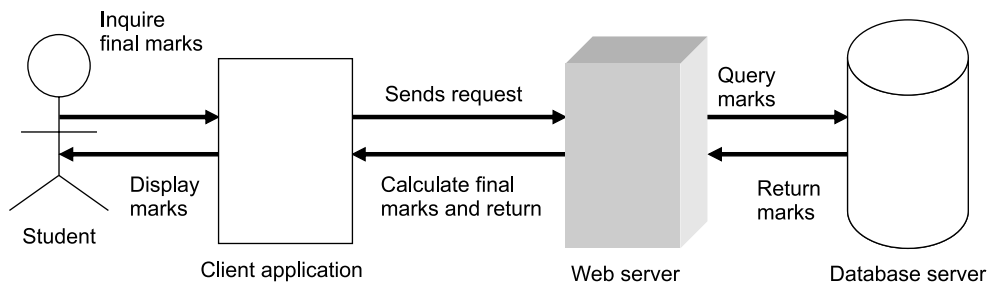 Inquire
final marks
Sends request
Query
marks
Display
marks
Calculate final
marks and return
Return
marks
Student
Client application
Web server
Database server